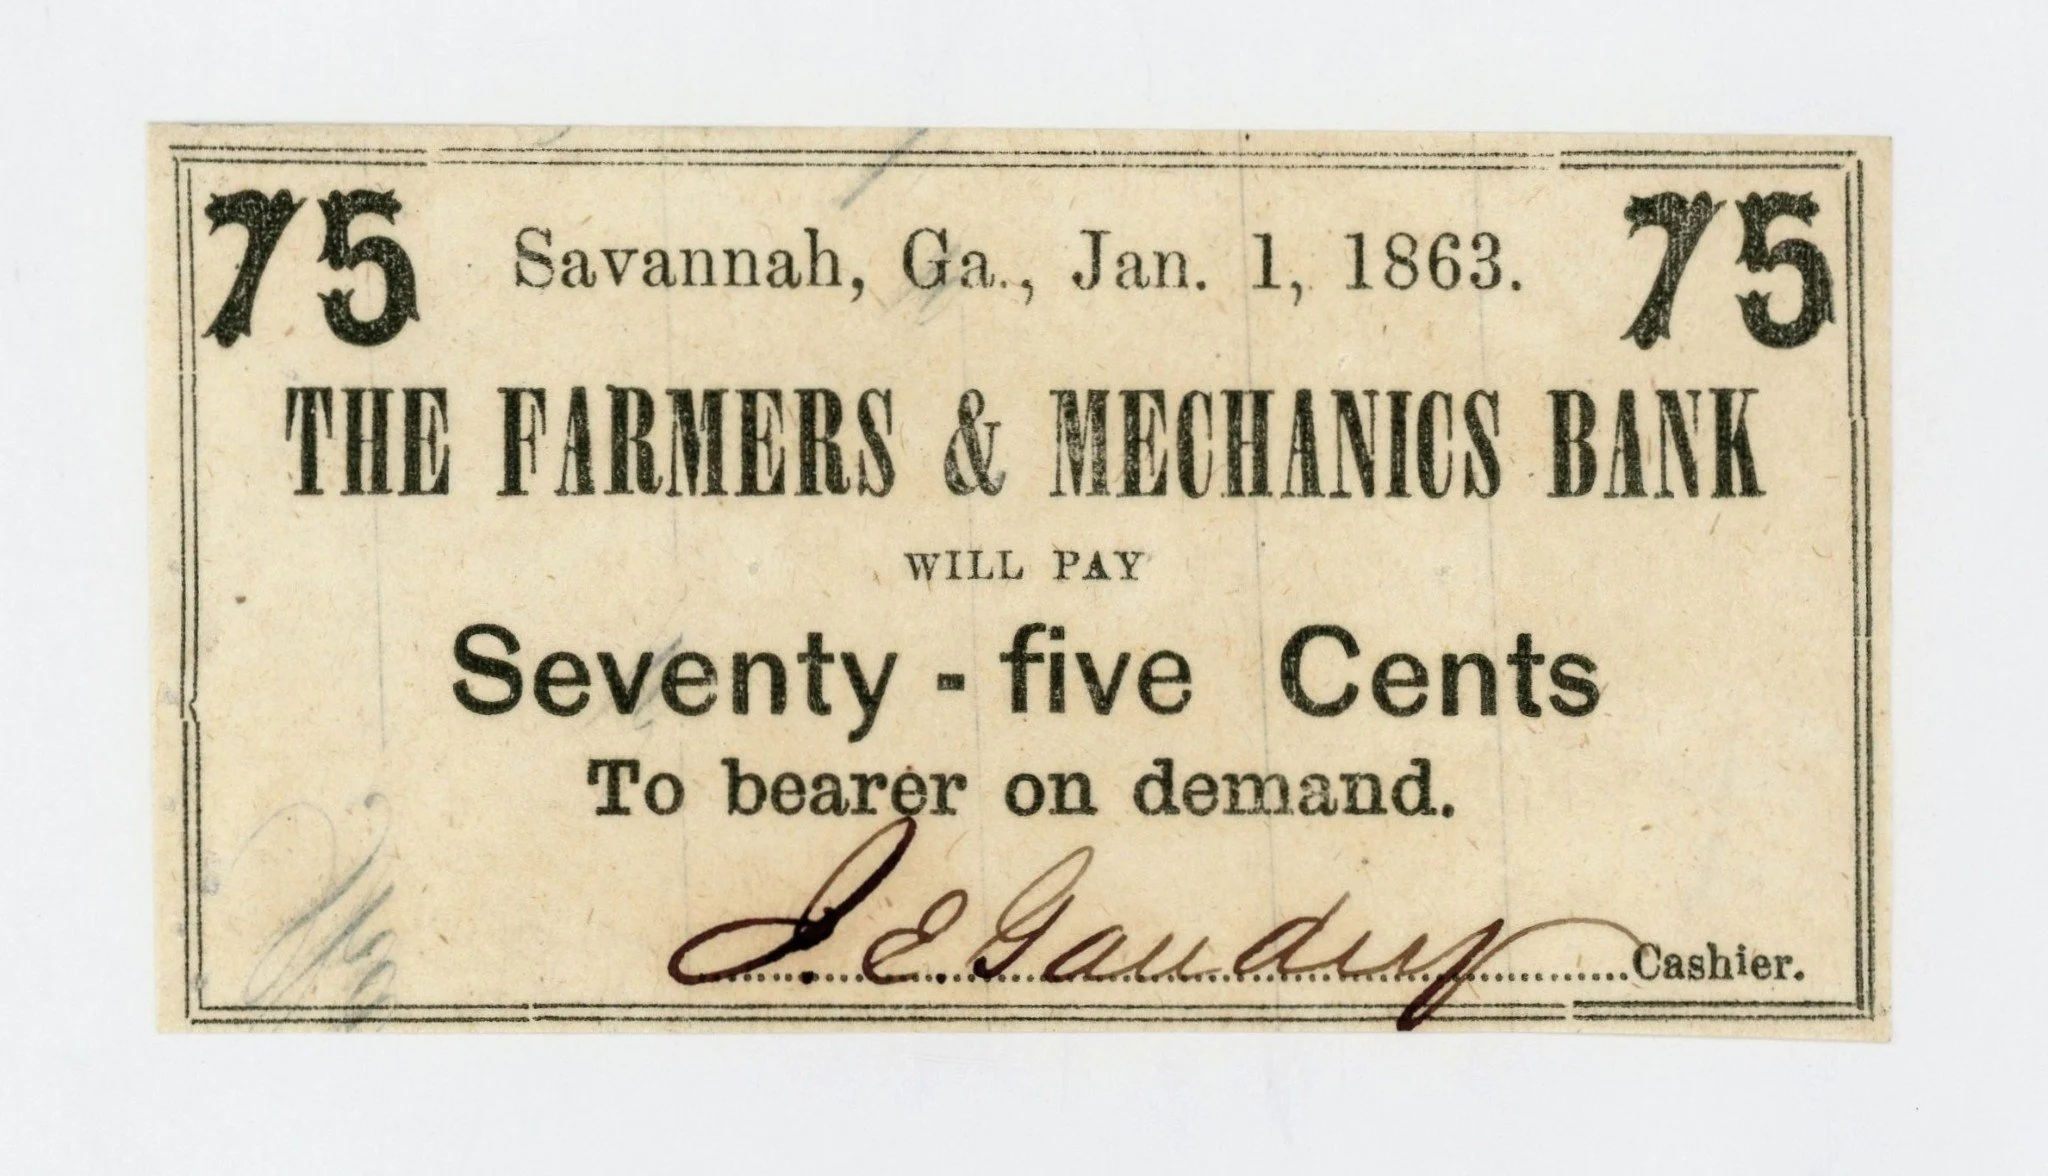 75 Savannah, Ga., Jan. 1, 1863. 75
THE FARMERS & MECHANICS BANK
WILL PAY
Seventy - five Cents
To bearer on demand.
J. E. Gaudry Cashier.